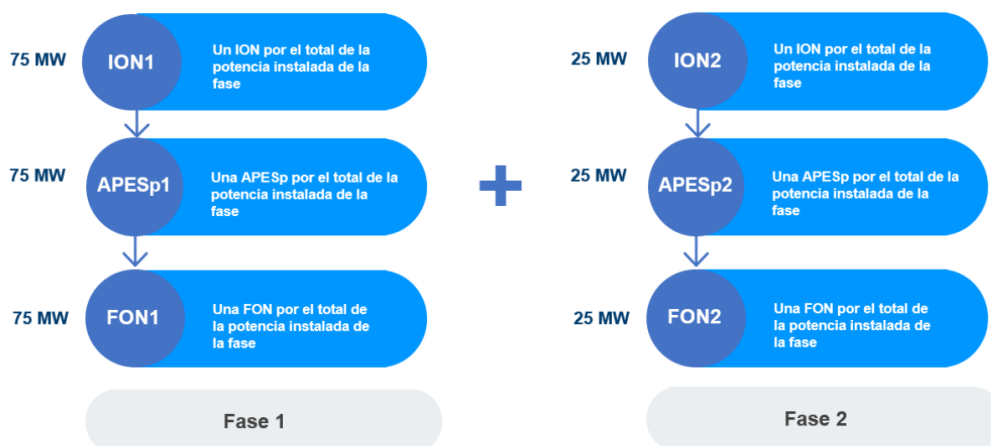 75 MW
ION1
Un ION por el total de la
potencia instalada de la
fase
75 MW
APESp1
Una APESp por el total de la
potencia instalada de la
fase
75 MW
FON1
Una FON por el total de
la potencia instalada de
la fase
Fase 1
+
25 MW
ION2
Un ION por el total de la
potencia instalada de la
fase
25 MW
APESp2
Una APESp por el total de la
potencia instalada de la
fase
25 MW
FON2
Una FON por el total de
la potencia instalada de
la fase
Fase 2